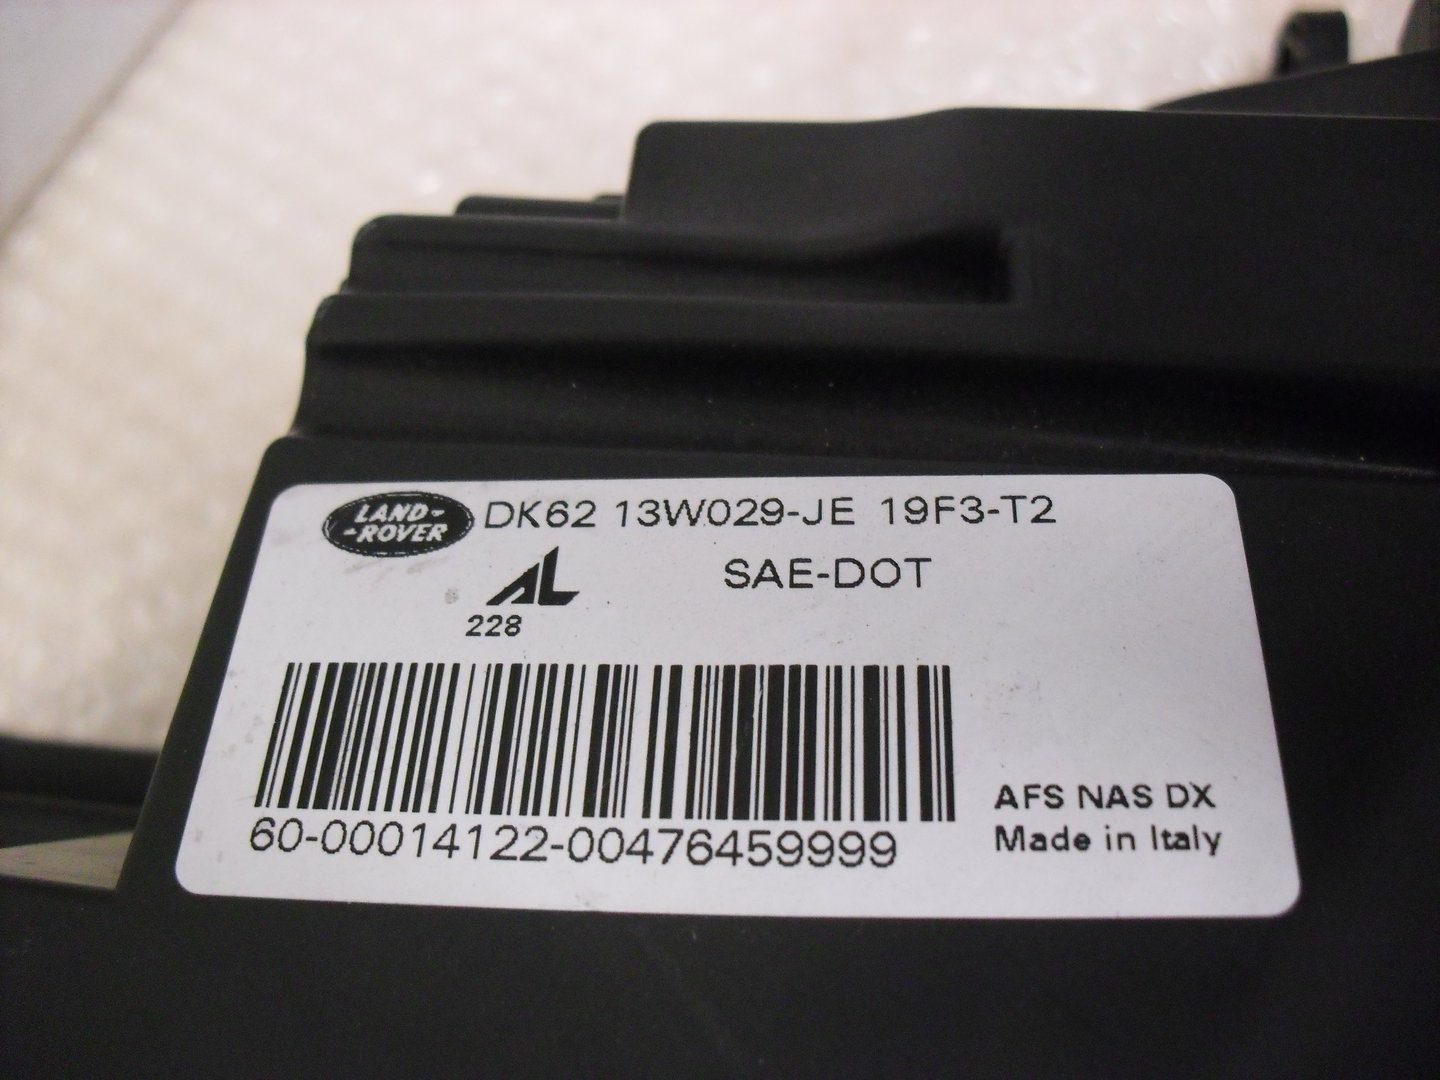 LAND-
-ROVER
DK62 13W029-JE 19F3-T2
AL
SAE-DOT
228
60-00014122-00476459999
AFS NAS DX
Made in Italy